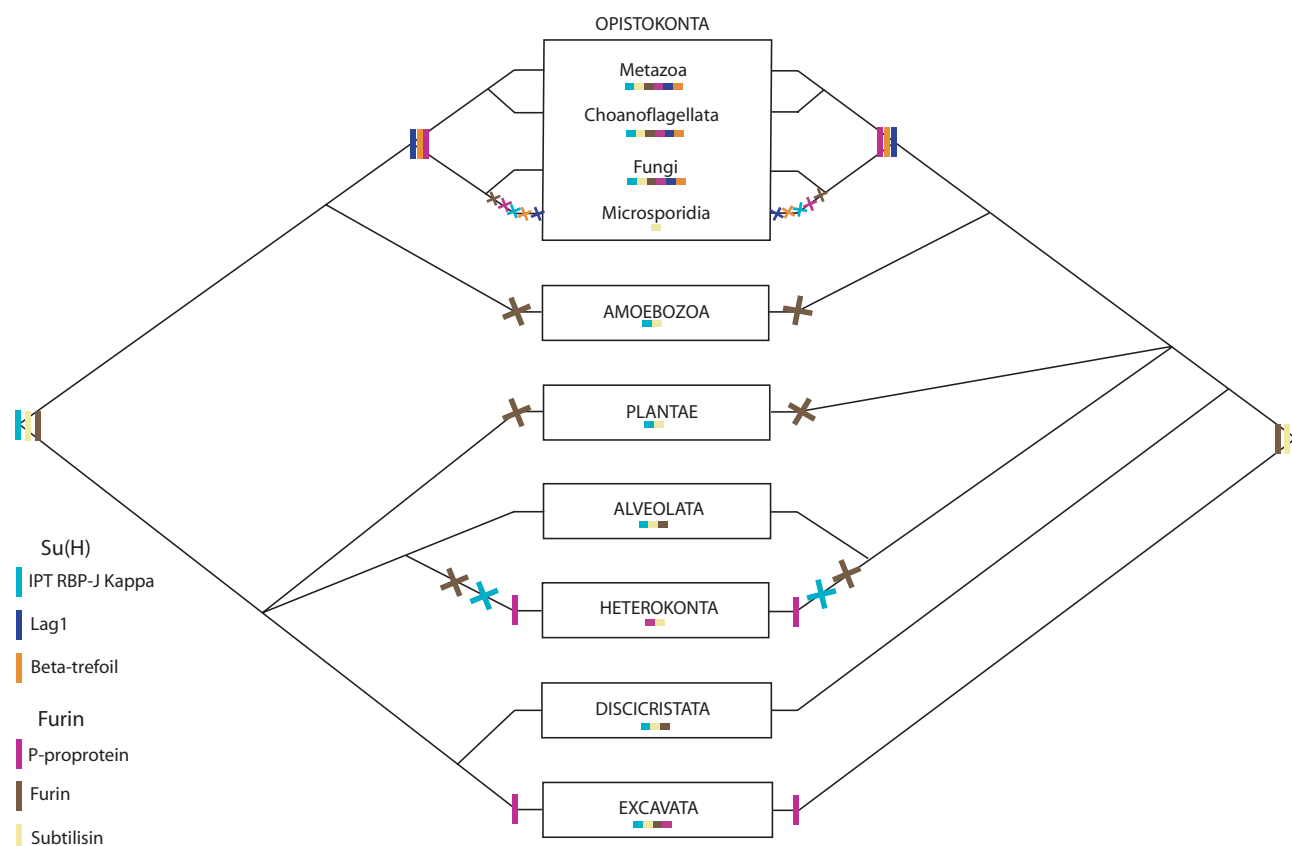 OPISTOKONTA
Metazoa
Choanoflagellata
Fungi
Microsporidia
AMOEBOZOA
PLANTAE
ALVEOLATA
HETEROKONTA
DISCICRISTATA
EXCAVATA
Su(H)
IPT RBP-J Kappa
Lag1
Beta-trefoil
Furin
P-proprotein
Furin
Subtilisin